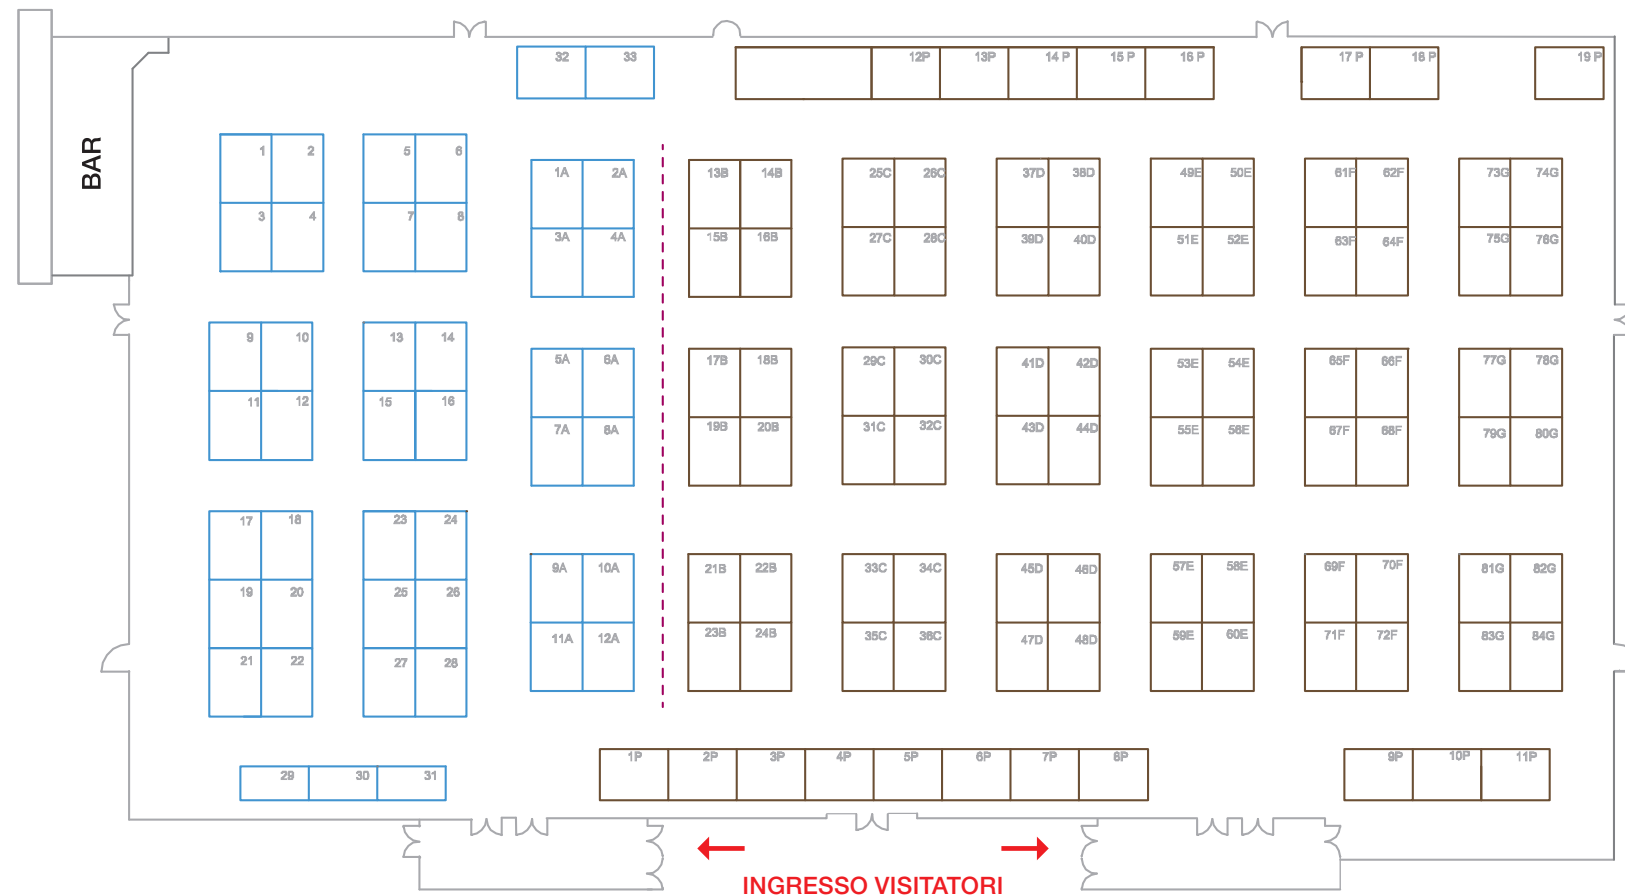 32 33 12P 13P 14 P 15 P 16 P 17 P 18 P 19 P
BAR
1 2 5 6
1A 2A 13B 14B 25C 26C 37D 38D 49E 50E 61F 62F 73G 74G
3 4 7 8
3A 4A 15B 16B 27C 28C 39D 40D 51E 52E 63F 64F 75G 76G
9 10 13 14
5A 6A 17B 18B 29C 30C 41D 42D 53E 54E 65F 66F 77G 78G
11 12 15 16
7A 8A 19B 20B 31C 32C 43D 44D 55E 56E 67F 68F 79G 80G
17 18 23 24
9A 10A 21B 22B 33C 34C 45D 46D 57E 58E 69F 70F 81G 82G
19 20 25 26
11A 12A 23B 24B 35C 36C 47D 48D 59E 60E 71F 72F 83G 84G
21 22 27 28
1P 2P 3P 4P 5P 6P 7P 8P 9P 10P 11P
29 30 31
INGRESSO VISITATORI